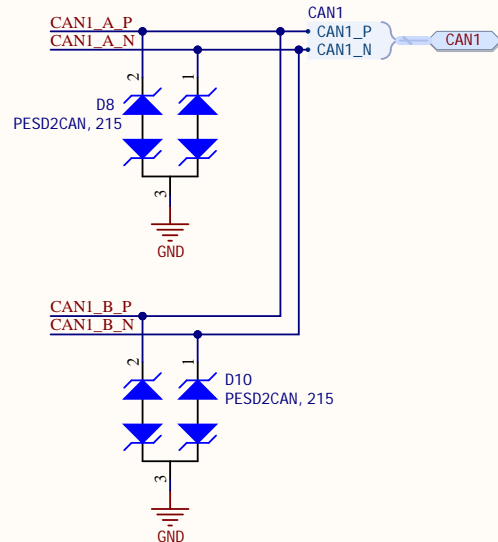 CAN1
CAN1_A_P
CAN1_P
CAN1
CAN1_A_N
CAN1_N
2
1
D8
PESD2CAN, 215
3
GND
CAN1_B_P
CAN1_B_N
2
1
D10
PESD2CAN, 215
3
GND